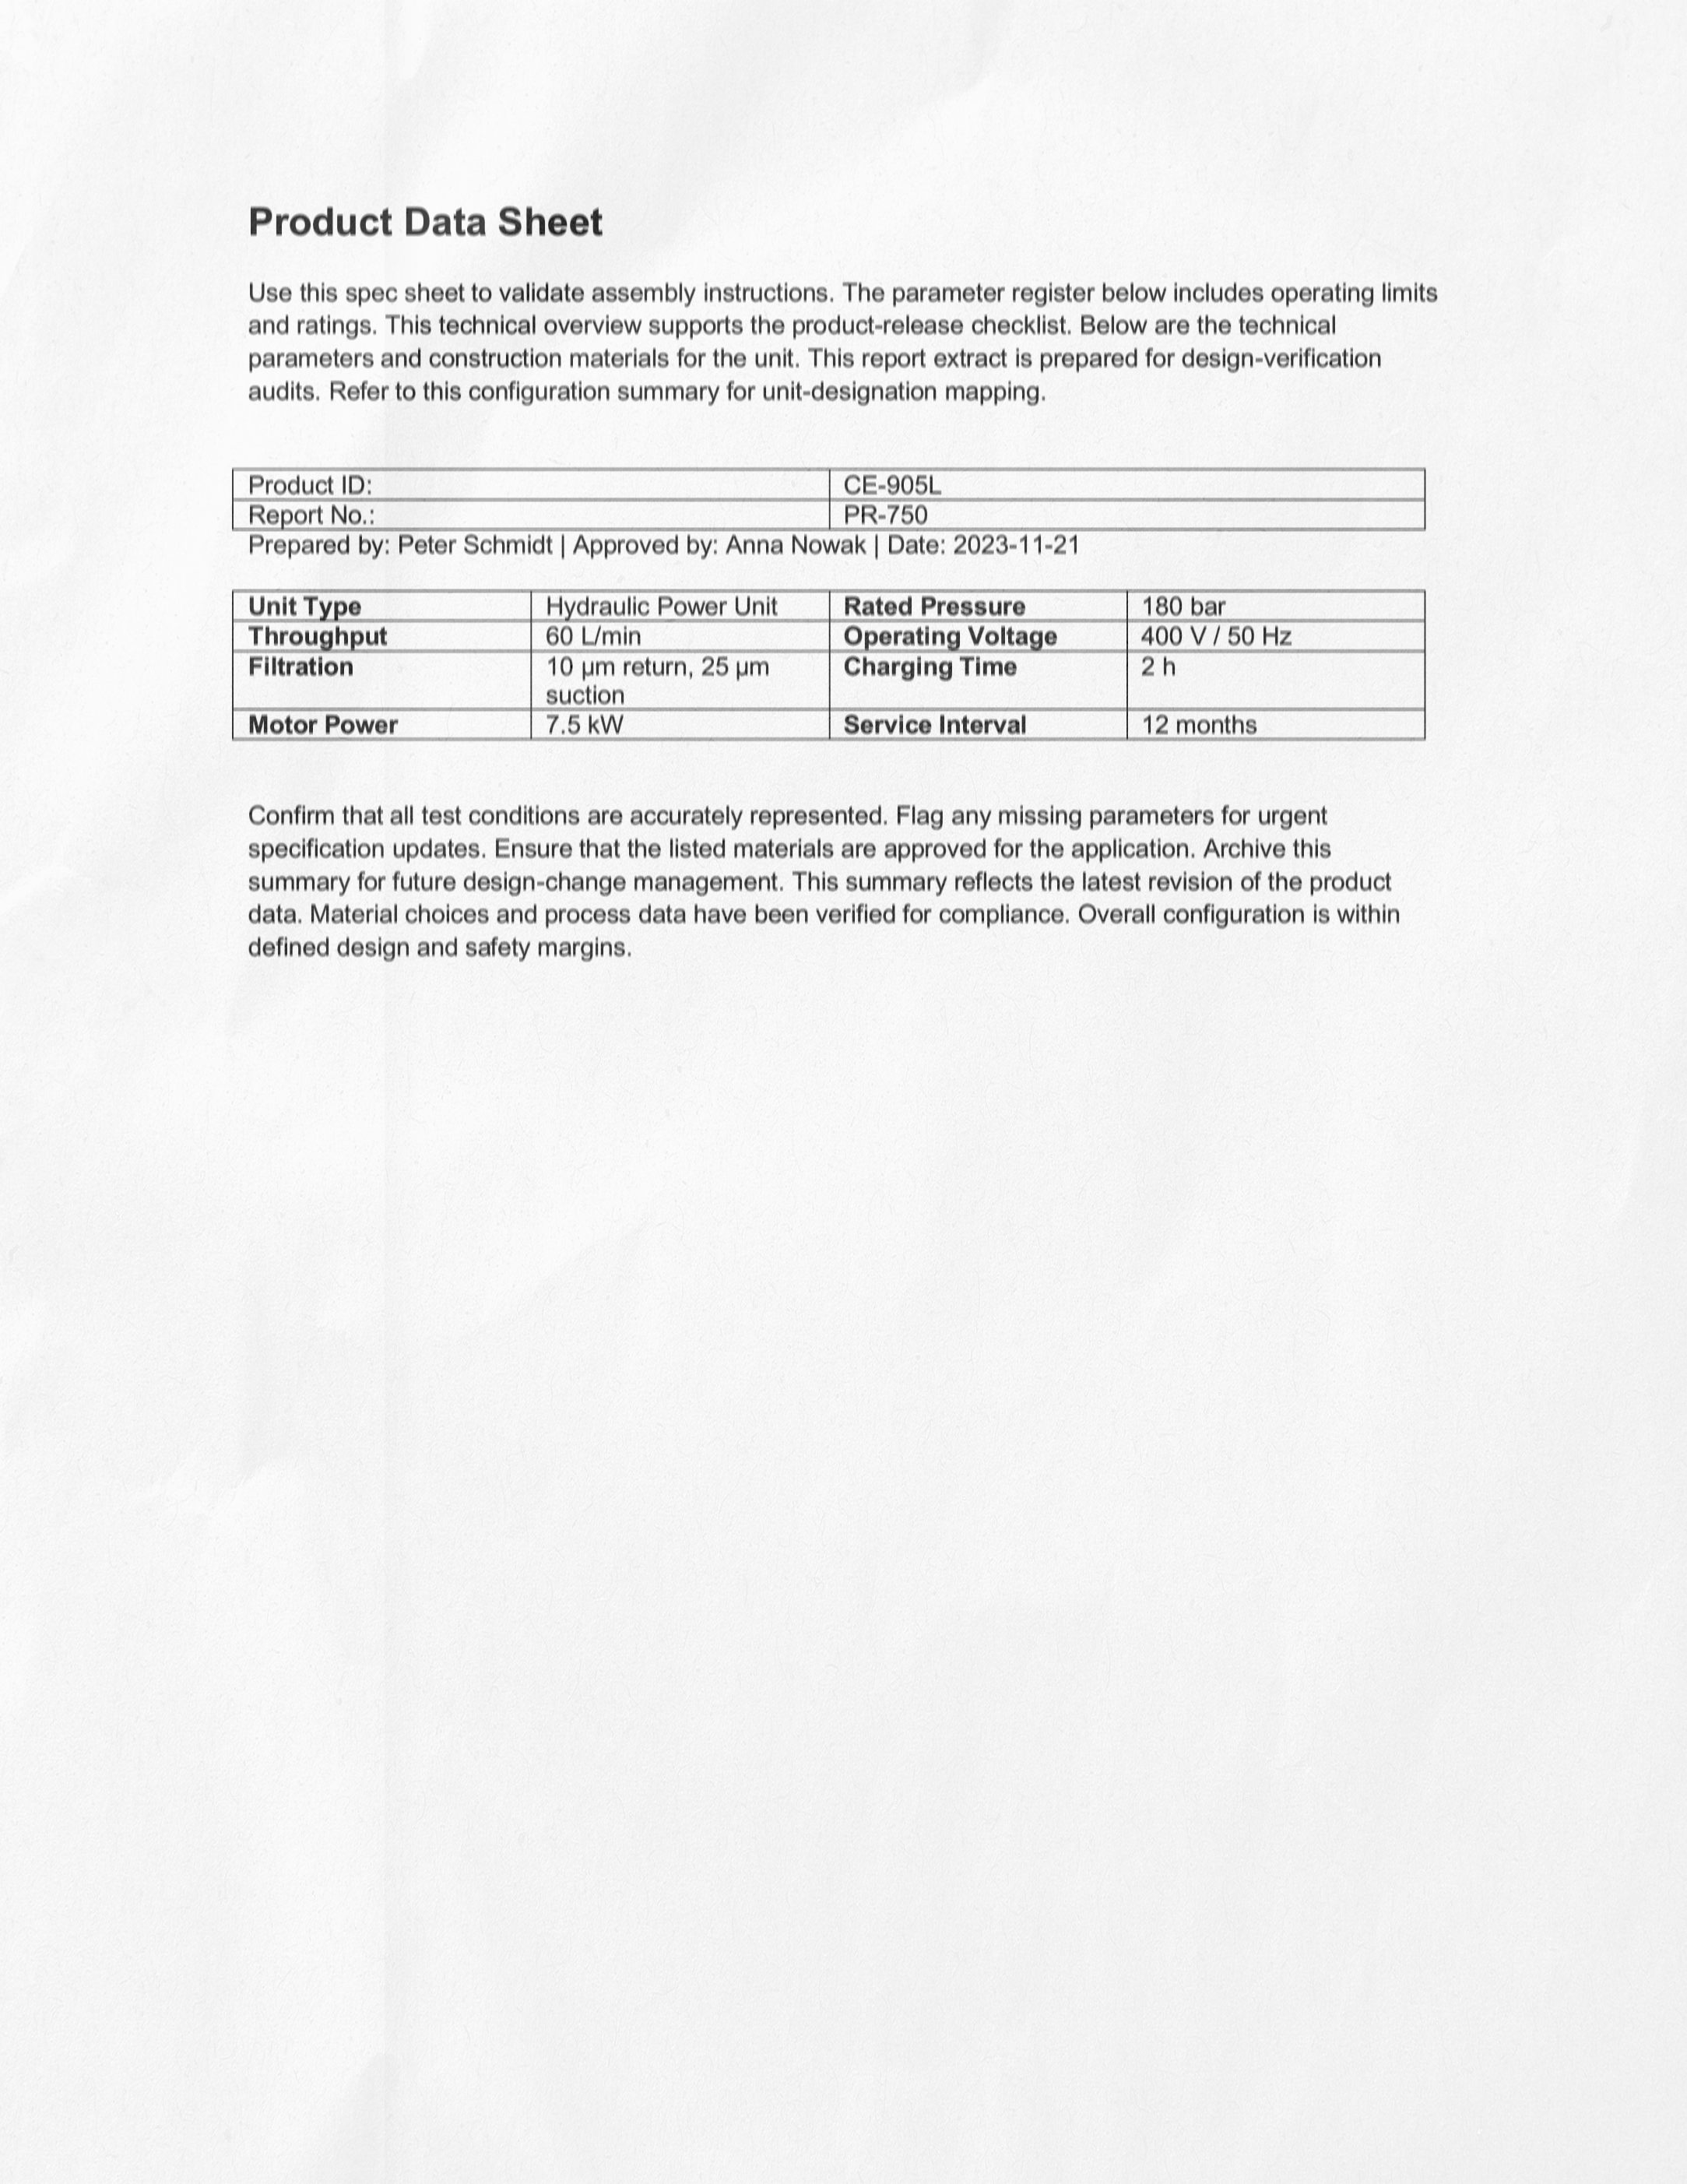 Product Data Sheet
Use this spec sheet to validate assembly instructions. The parameter register below includes operating limits
and ratings. This technical overview supports the product-release checklist. Below are the technical
parameters and construction materials for the unit. This report extract is prepared for design-verification
audits. Refer to this configuration summary for unit-designation mapping.
Product ID: CE-905L
Report No.: PR-750
Prepared by: Peter Schmidt | Approved by: Anna Nowak | Date: 2023-11-21
Unit Type Hydraulic Power Unit Rated Pressure 180 bar
Throughput 60 L/min Operating Voltage 400 V / 50 Hz
Filtration 10 µm return, 25 µm Charging Time 2 h
suction
Motor Power 7.5 kW Service Interval 12 months
Confirm that all test conditions are accurately represented. Flag any missing parameters for urgent
specification updates. Ensure that the listed materials are approved for the application. Archive this
summary for future design-change management. This summary reflects the latest revision of the product
data. Material choices and process data have been verified for compliance. Overall configuration is within
defined design and safety margins.